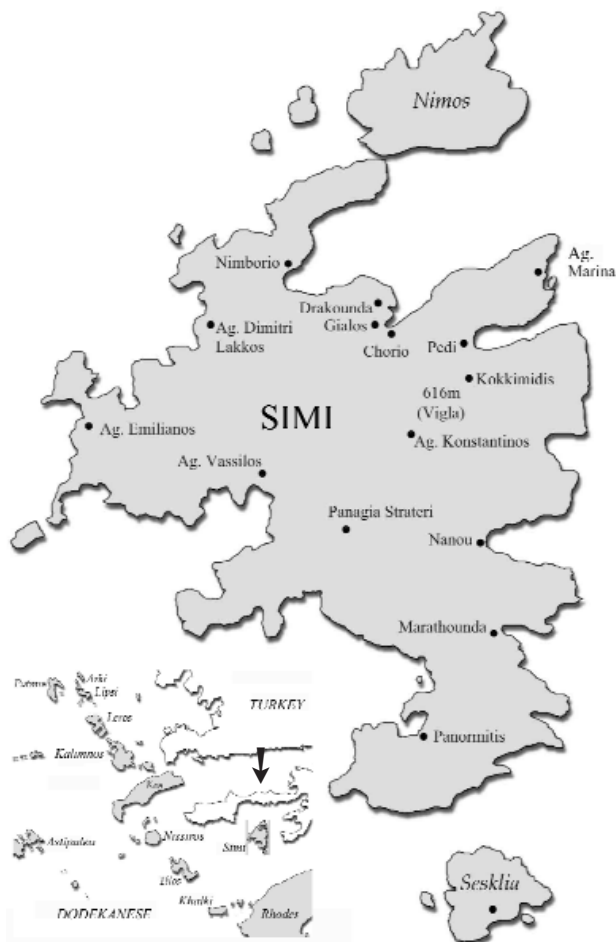 Nimos
Ag.
Marina
Nimborio
Drakounda
Gialos
Ag. Dimitri
Lakkos
Chorio
Pedi
Kokkimidis
616m
(Vigla)
SIMI
Ag. Emilianos
Ag. Konstantinos
Ag. Vassilos
Panagia Strateri
Nanou
Marathounda
Panormitis
Sesklia
Patmos
Arki
Lipsi
TURKEY
Leros
Kalimnos
Kos
Astipalea
Nissiros
Simi
Tilos
Khalki
DODEKANESE
Rhodes